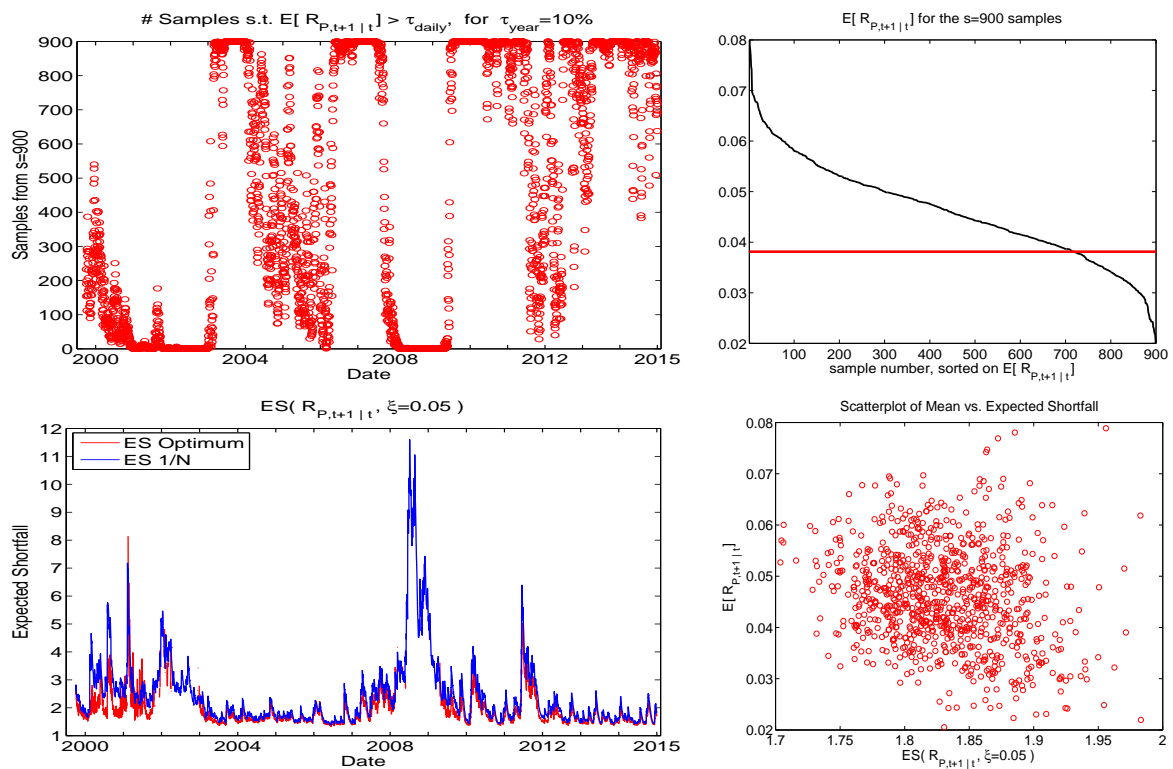 # Samples s.t. E[ R_{P,t+1 | t} ] > τ_{daily}, for τ_{year}=10%
900
800
700
600
500
400
300
200
100
0
Samples from s=900
2000 2004 2008 2012 2015
Date
E[ R_{P,t+1 | t} ] for the s=900 samples
0.08
0.07
0.06
0.05
0.04
0.03
0.02
100 200 300 400 500 600 700 800 900
sample number, sorted on E[ R_{P,t+1 | t} ]
ES( R_{P,t+1 | t}, ξ=0.05 )
ES Optimum
ES 1/N
12
11
10
9
8
7
6
5
4
3
2
1
Expected Shortfall
2000 2004 2008 2012 2015
Date
Scatterplot of Mean vs. Expected Shortfall
0.08
0.07
0.06
0.05
0.04
0.03
0.02
E[ R_{P,t+1 | t} ]
1.7 1.75 1.8 1.85 1.9 1.95 2
ES( R_{P,t+1 | t}, ξ=0.05)